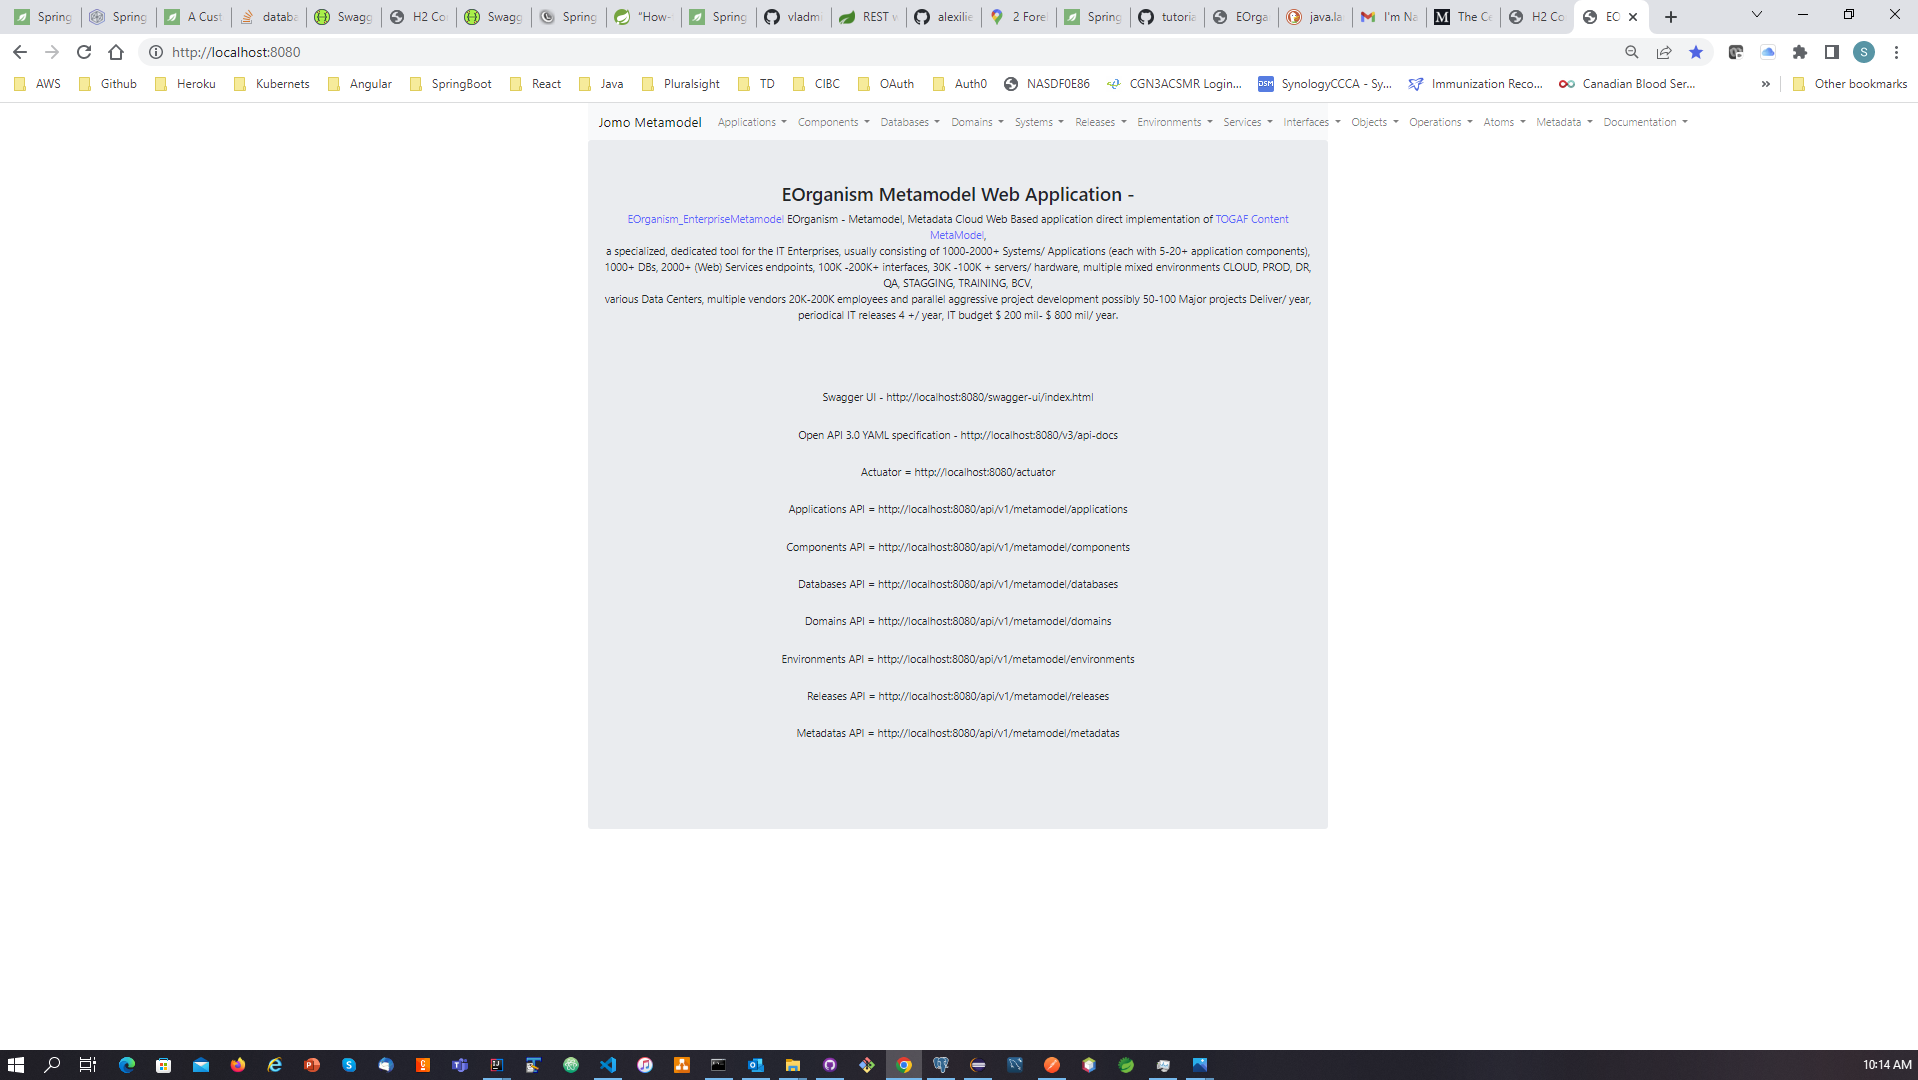 Spring
Spring
A Cust
databa
Swagg
H2 Co
Swagg
Spring
"How-
Spring
vladmi
REST w
alexilie
2 Forel
Spring
tutoria
EOrga
java.la
I'm Na
The Ce
H2 Co
EO
http://localhost:8080
S
AWS
Github
Heroku
Kubernets
Angular
SpringBoot
React
Java
Pluralsight
TD
CIBC
OAuth
Auth0
NASDF0E86
CGN3ACSMR Login...
DSM
SynologyCCCA - Sy...
Immunization Reco...
Canadian Blood Ser...
»
Other bookmarks
Jomo Metamodel
Applications
Components
Databases
Domains
Systems
Releases
Environments
Services
Interfaces
Objects
Operations
Atoms
Metadata
Documentation
EOrganism Metamodel Web Application -
EOrganism_EnterpriseMetamodel EOrganism - Metamodel, Metadata Cloud Web Based application direct implementation of TOGAF Content
MetaModel,
a specialized, dedicated tool for the IT Enterprises, usually consisting of 1000-2000+ Systems/ Applications (each with 5-20+ application components),
1000+ DBs, 2000+ (Web) Services endpoints, 100K -200K+ interfaces, 30K -100K + servers/ hardware, multiple mixed environments CLOUD, PROD, DR,
QA, STAGGING, TRAINING, BCV,
various Data Centers, multiple vendors 20K-200K employees and parallel aggressive project development possibly 50-100 Major projects Deliver/ year,
periodical IT releases 4 +/ year, IT budget $ 200 mil- $ 800 mil/ year.
Swagger UI - http://localhost:8080/swagger-ui/index.html
Open API 3.0 YAML specification - http://localhost:8080/v3/api-docs
Actuator = http://localhost:8080/actuator
Applications API = http://localhost:8080/api/v1/metamodel/applications
Components API = http://localhost:8080/api/v1/metamodel/components
Databases API = http://localhost:8080/api/v1/metamodel/databases
Domains API = http://localhost:8080/api/v1/metamodel/domains
Environments API = http://localhost:8080/api/v1/metamodel/environments
Releases API = http://localhost:8080/api/v1/metamodel/releases
Metadatas API = http://localhost:8080/api/v1/metamodel/metadatas
10:14 AM